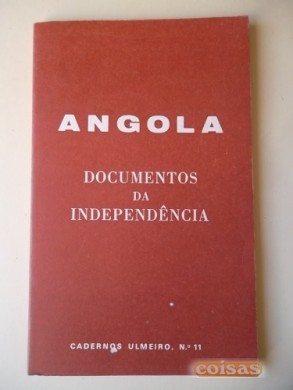 ANGOLA
DOCUMENTOS
DA
INDEPENDÊNCIA
CADERNOS ULMEIRO, N.º 11
coisas